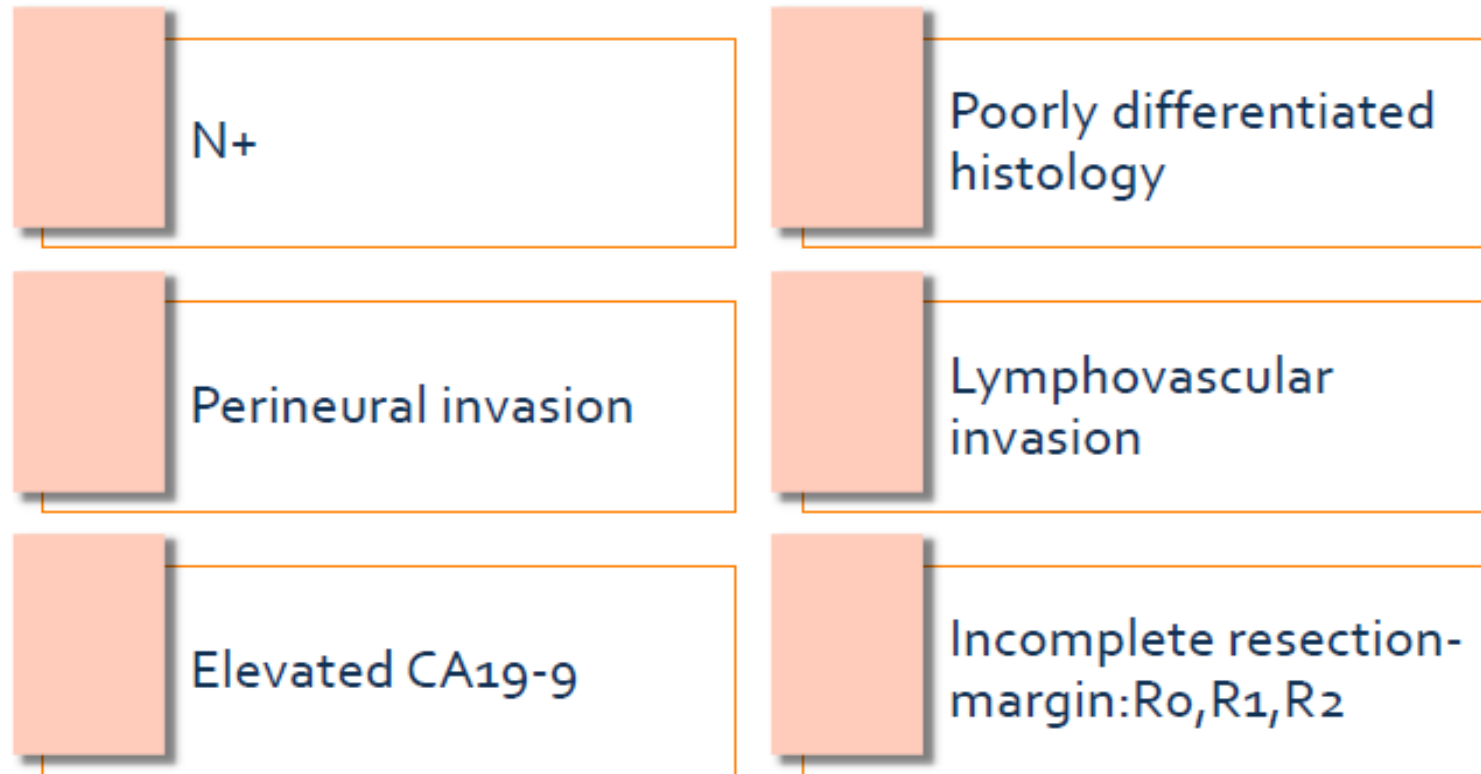 N+
Poorly differentiated
histology
Perineural invasion
Lymphovascular
invasion
Elevated CA19-9
Incomplete resection-
margin:R0,R1,R2